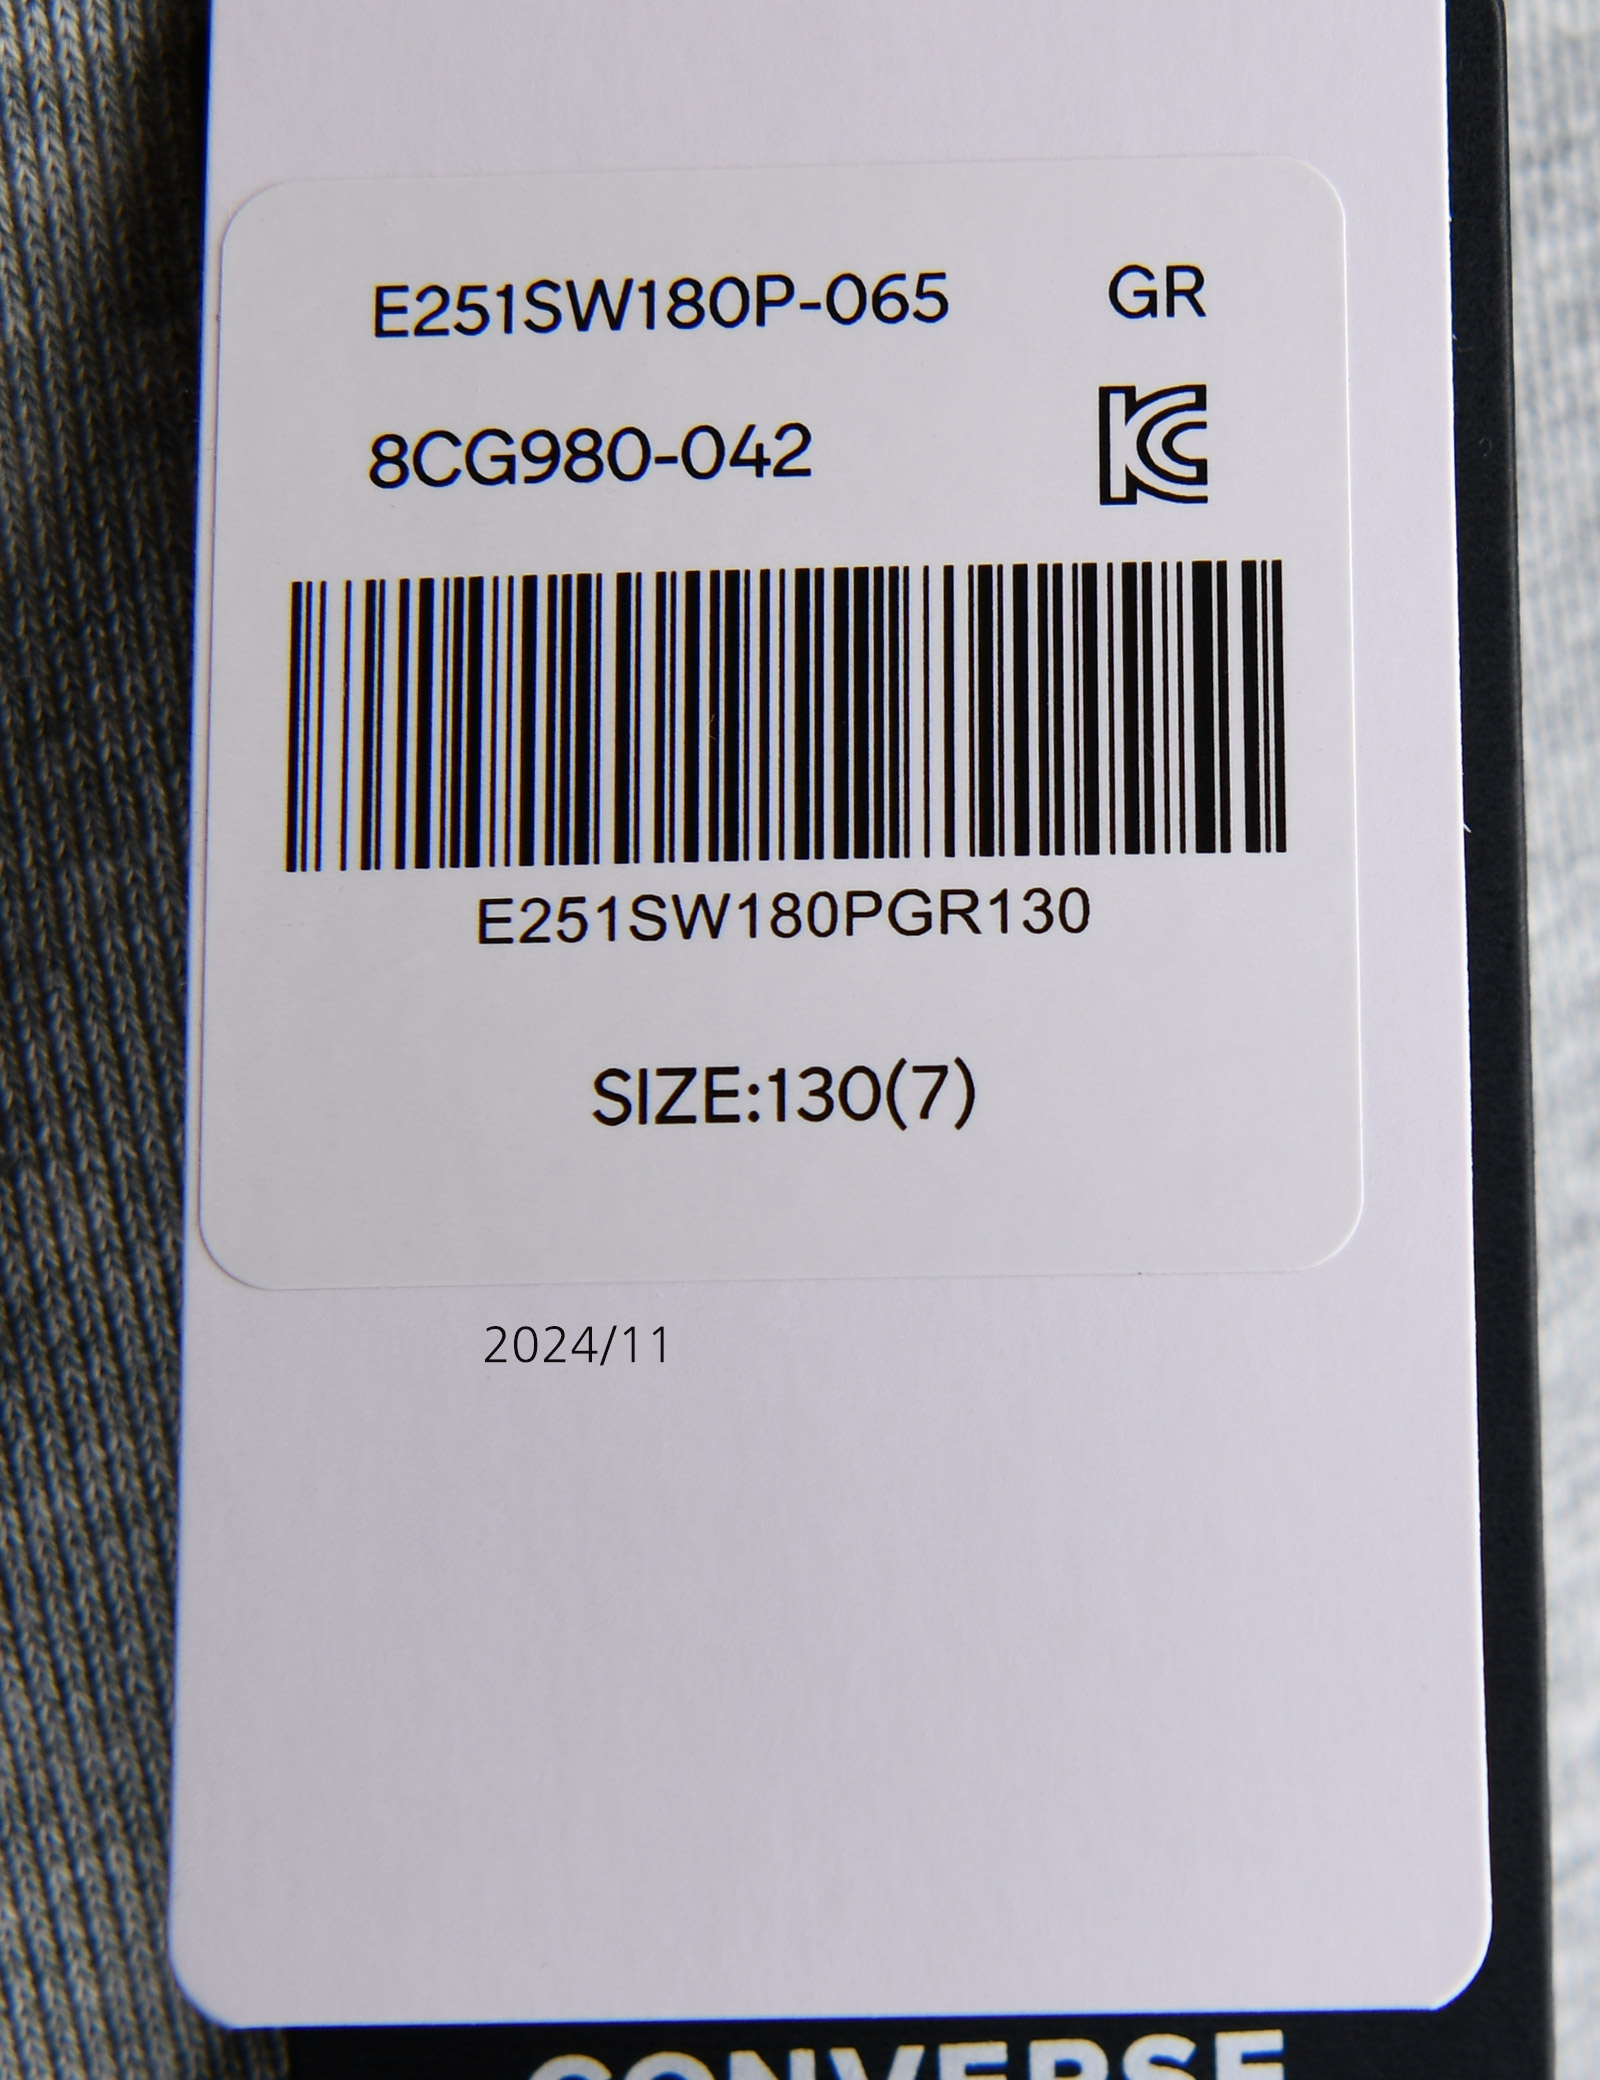 E251SW180P-065 GR
8CG980-042
E251SW180PGR130
SIZE:130(7)
2024/11
CONVERSE